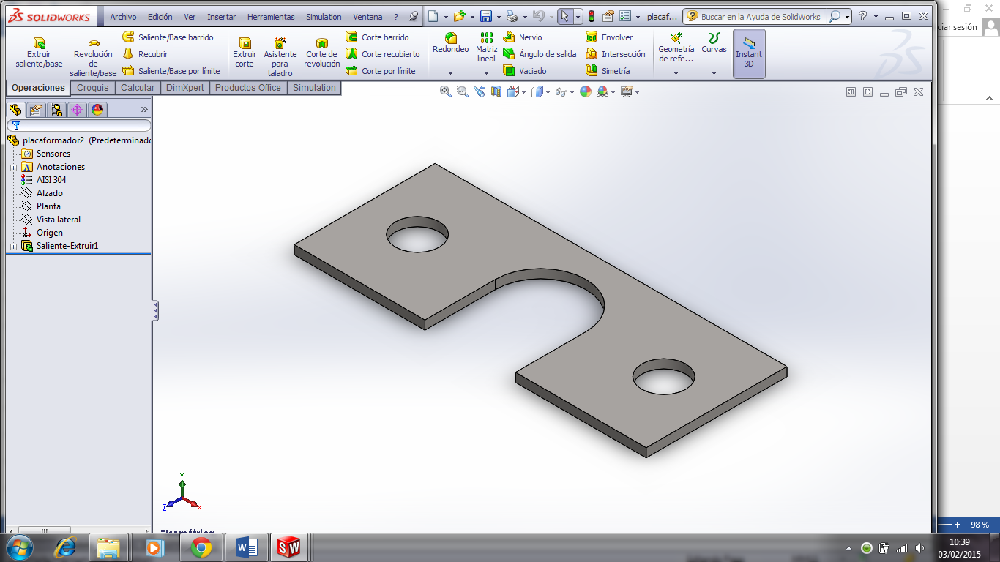 SOLIDWORKS
Archivo Edición Ver Insertar Herramientas Simulation Ventana ?
placaf...
Buscar en la Ayuda de SolidWorks
?
ciar sesión
Extruir
saliente/base
Revolución
de
saliente/base
Saliente/Base barrido
Recubrir
Saliente/Base por límite
Extruir
corte
Asistente
para
taladro
Corte de
revolución
Corte barrido
Corte recubierto
Corte por límite
Redondeo
Matriz
lineal
Nervio
Ángulo de salida
Vaciado
Envolver
Intersección
Simetría
Geometría
de refe...
Curvas
Instant
3D
Operaciones Croquis Calcular DimXpert Productos Office Simulation
placaformador2 (Predeterminado
Sensores
Anotaciones
AISI 304
Alzado
Planta
Vista lateral
Origen
Saliente-Extruir1
Y
Z
X
*Isométrica
98 %
10:39
03/02/2015